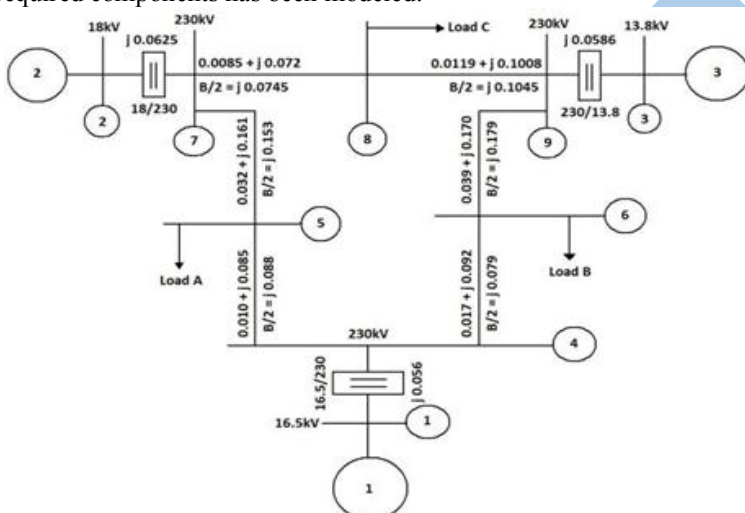 required components has been modeled.
18kV
j 0.0625
230kV
Load C
230kV
j 0.0586
13.8kV
2
0.0085 + j 0.072
0.0119 + j 0.1008
3
B/2 = j 0.0745
B/2 = j 0.1045
18/230
230/13.8
2
7
8
9
3
0.032 + j 0.161
B/2 = j 0.153
0.039 + j 0.170
B/2 = j 0.179
5
6
Load A
Load B
0.010 + j 0.085
B/2 = j 0.088
0.017 + j 0.092
B/2 = j 0.079
230kV
4
16.5/230
j 0.056
16.5kV
1
1